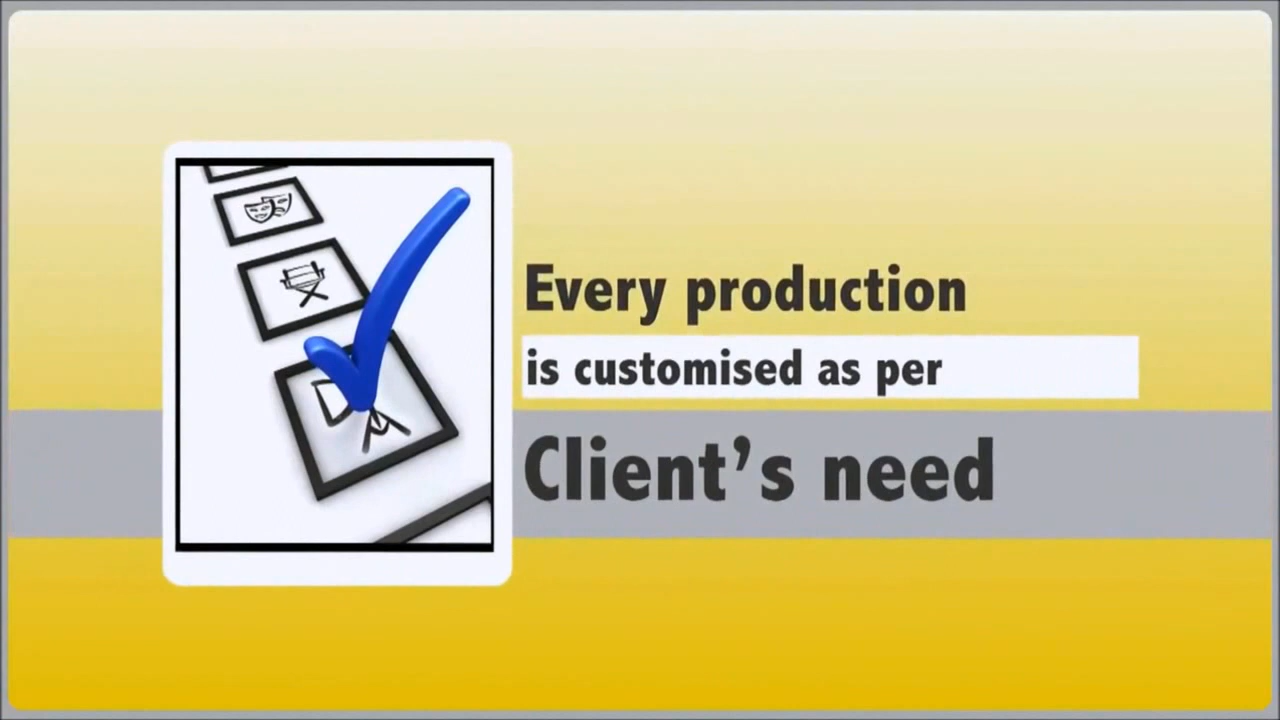 Every production
is customised as per
Client’s need